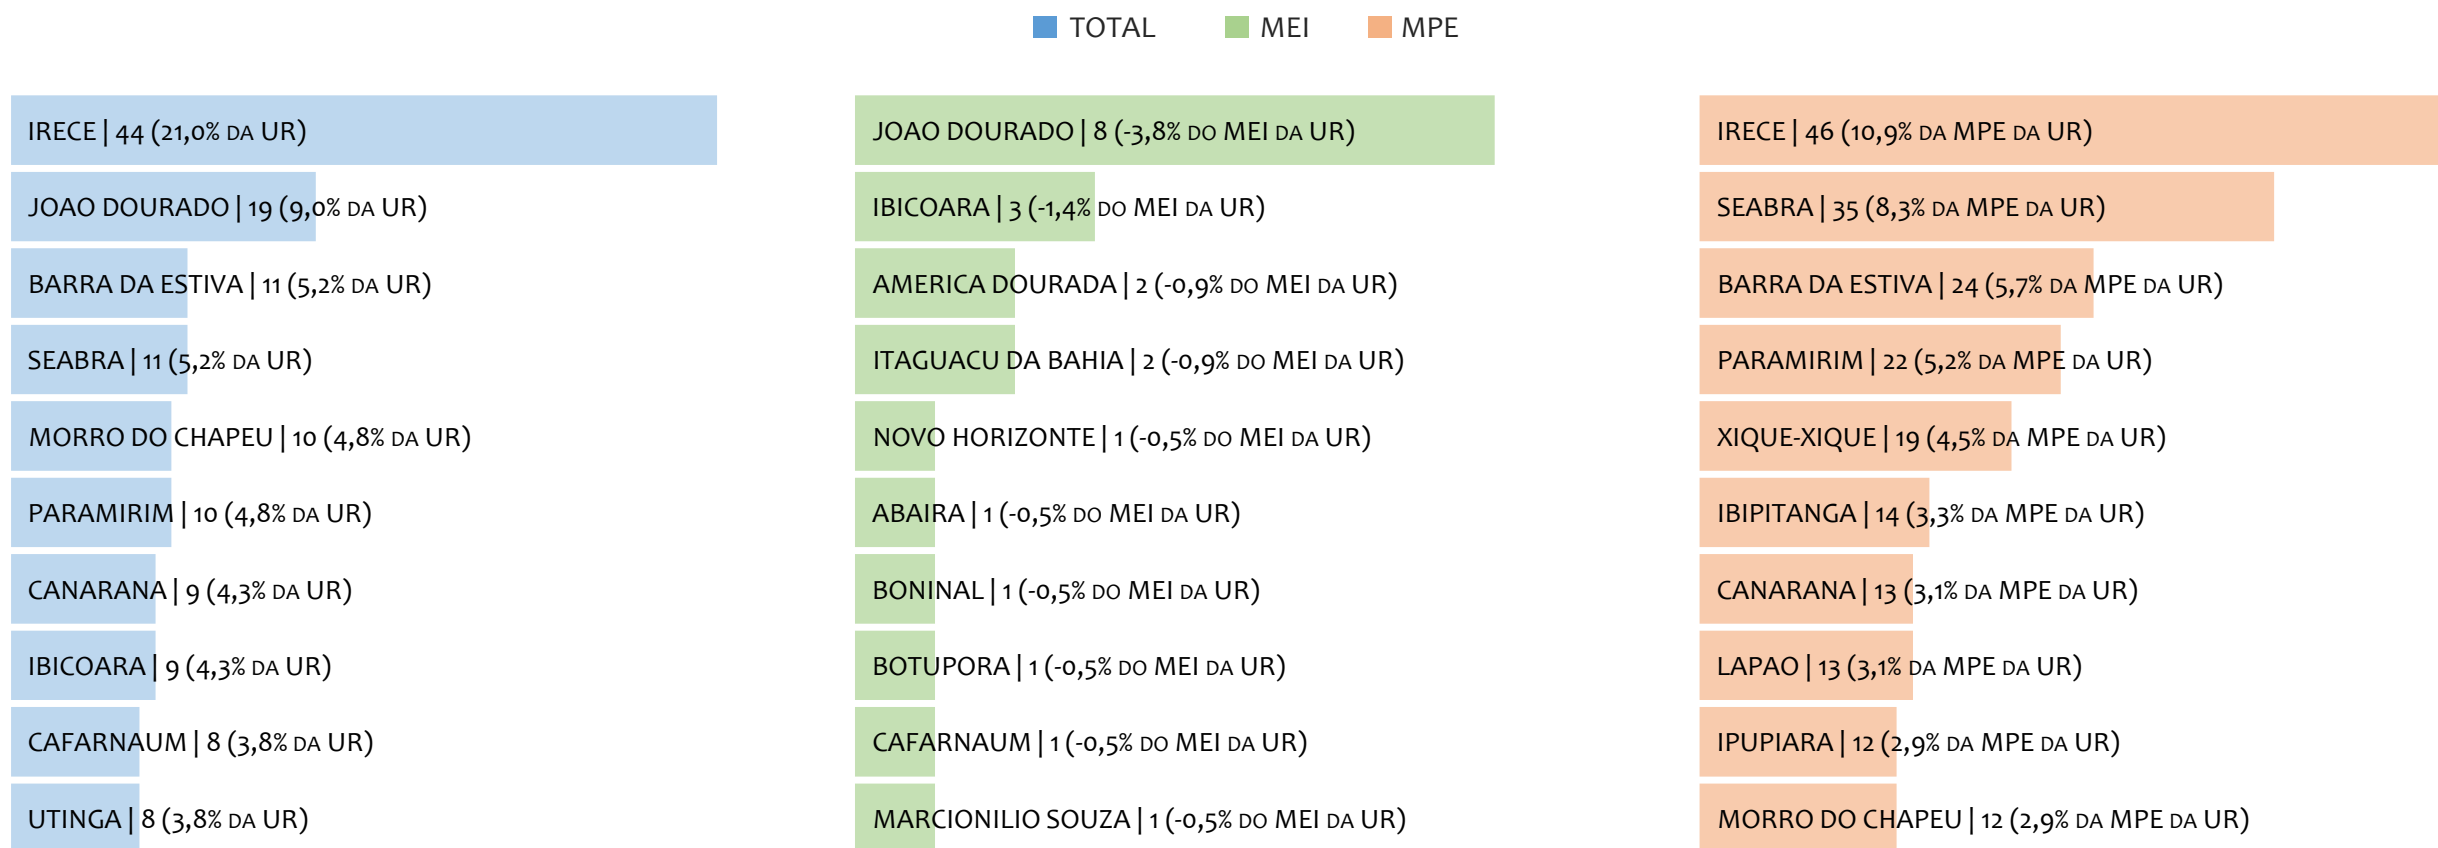 TOTAL MEI MPE
IRECE | 44 (21,0% DA UR)
JOAO DOURADO | 19 (9,0% DA UR)
BARRA DA ESTIVA | 11 (5,2% DA UR)
SEABRA | 11 (5,2% DA UR)
MORRO DO CHAPEU | 10 (4,8% DA UR)
PARAMIRIM | 10 (4,8% DA UR)
CANARANA | 9 (4,3% DA UR)
IBICOARA | 9 (4,3% DA UR)
CAFARNAUM | 8 (3,8% DA UR)
UTINGA | 8 (3,8% DA UR)
JOAO DOURADO | 8 (-3,8% DO MEI DA UR)
IBICOARA | 3 (-1,4% DO MEI DA UR)
AMERICA DOURADA | 2 (-0,9% DO MEI DA UR)
ITAGUACU DA BAHIA | 2 (-0,9% DO MEI DA UR)
NOVO HORIZONTE | 1 (-0,5% DO MEI DA UR)
ABAIRA | 1 (-0,5% DO MEI DA UR)
BONINAL | 1 (-0,5% DO MEI DA UR)
BOTUPORA | 1 (-0,5% DO MEI DA UR)
CAFARNAUM | 1 (-0,5% DO MEI DA UR)
MARCIONILIO SOUZA | 1 (-0,5% DO MEI DA UR)
IRECE | 46 (10,9% DA MPE DA UR)
SEABRA | 35 (8,3% DA MPE DA UR)
BARRA DA ESTIVA | 24 (5,7% DA MPE DA UR)
PARAMIRIM | 22 (5,2% DA MPE DA UR)
XIQUE-XIQUE | 19 (4,5% DA MPE DA UR)
IBIPITANGA | 14 (3,3% DA MPE DA UR)
CANARANA | 13 (3,1% DA MPE DA UR)
LAPAO | 13 (3,1% DA MPE DA UR)
IPUPIARA | 12 (2,9% DA MPE DA UR)
MORRO DO CHAPEU | 12 (2,9% DA MPE DA UR)